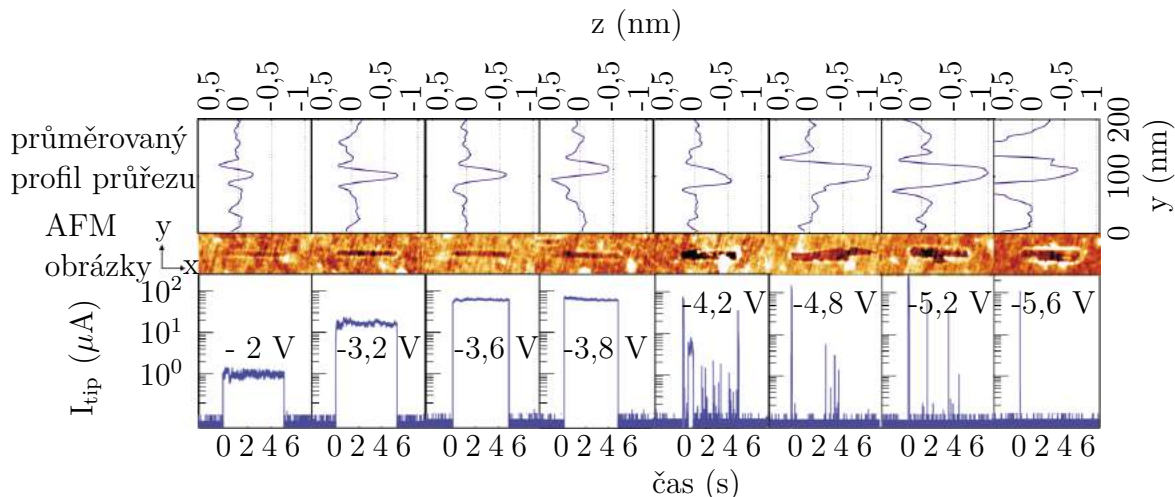 z (nm)
0,5 0 -0,5 -1 0,5 0 -0,5 -1 0,5 0 -0,5 -1 0,5 0 -0,5 -1 0,5 0 -0,5 -1 0,5 0 -0,5 -1 0,5 0 -0,5 -1 0,5 0 -0,5 -1
průměrovaný
profil průřezu
0 100 200
y (nm)
AFM y
obrázky x
10² 10¹ 10⁰
I_tip (μA)
- 2 V -3,2 V -3,6 V -3,8 V -4,2 V -4,8 V -5,2 V -5,6 V
0 2 4 6 0 2 4 6 0 2 4 6 0 2 4 6 0 2 4 6 0 2 4 6 0 2 4 6 0 2 4 6
čas (s)